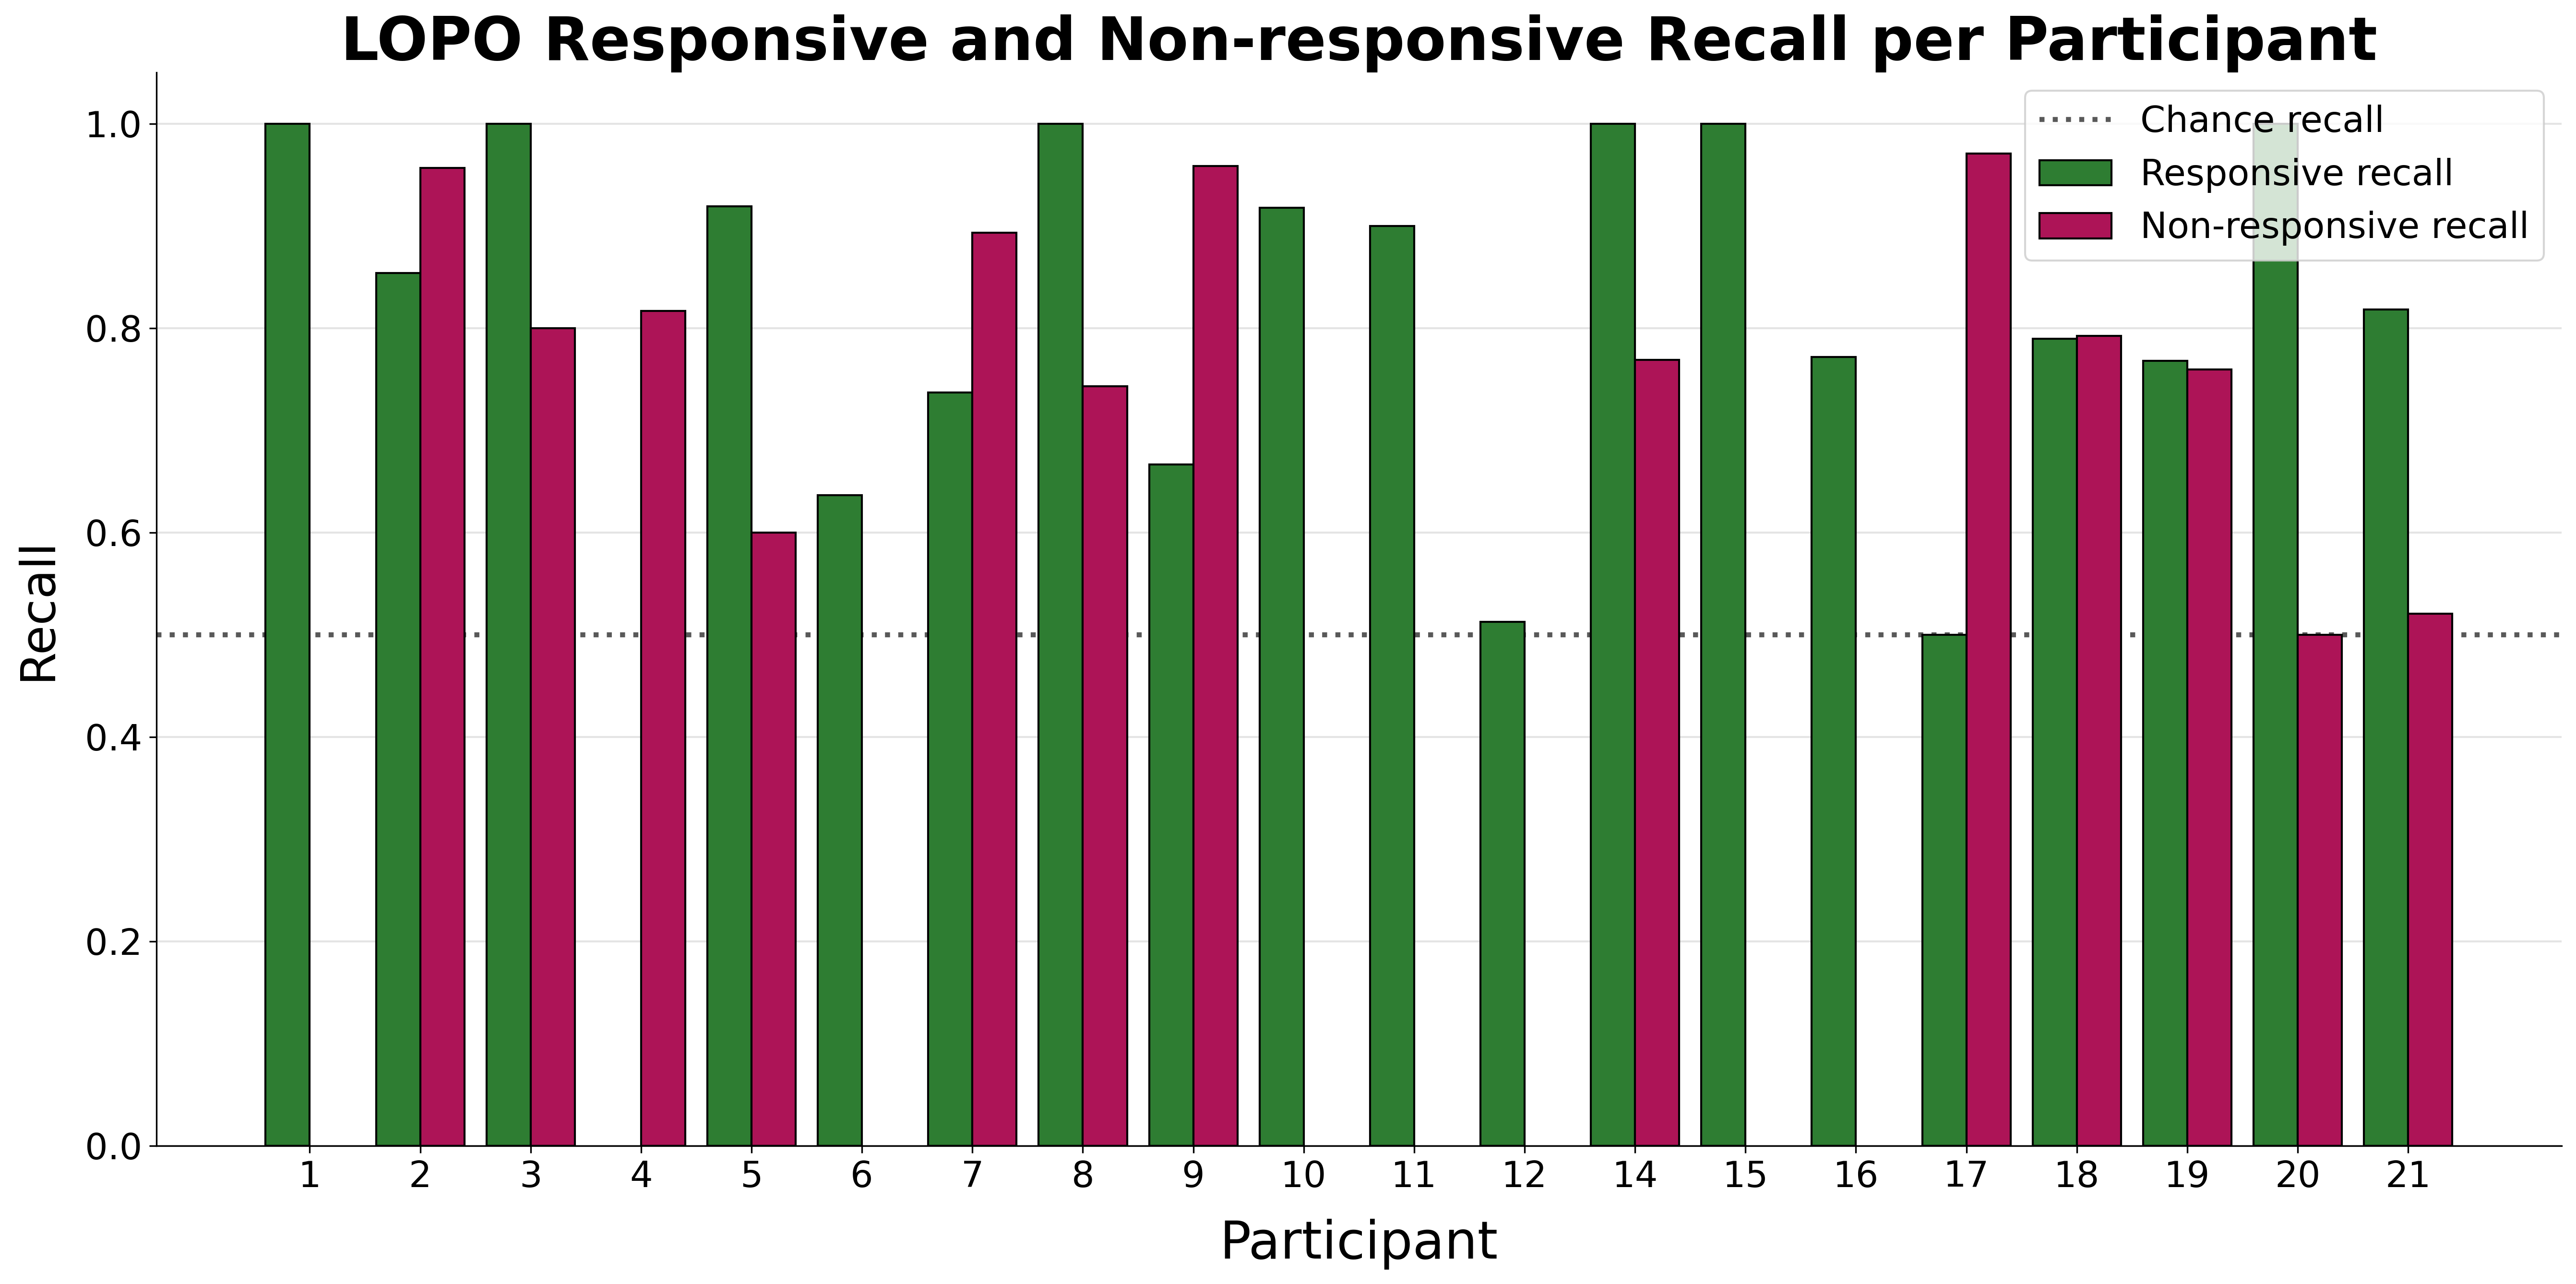 LOPO Responsive and Non-responsive Recall per Participant
Chance recall
Responsive recall
Non-responsive recall
Recall
1.0
0.8
0.6
0.4
0.2
0.0
1 2 3 4 5 6 7 8 9 10 11 12 14 15 16 17 18 19 20 21
Participant